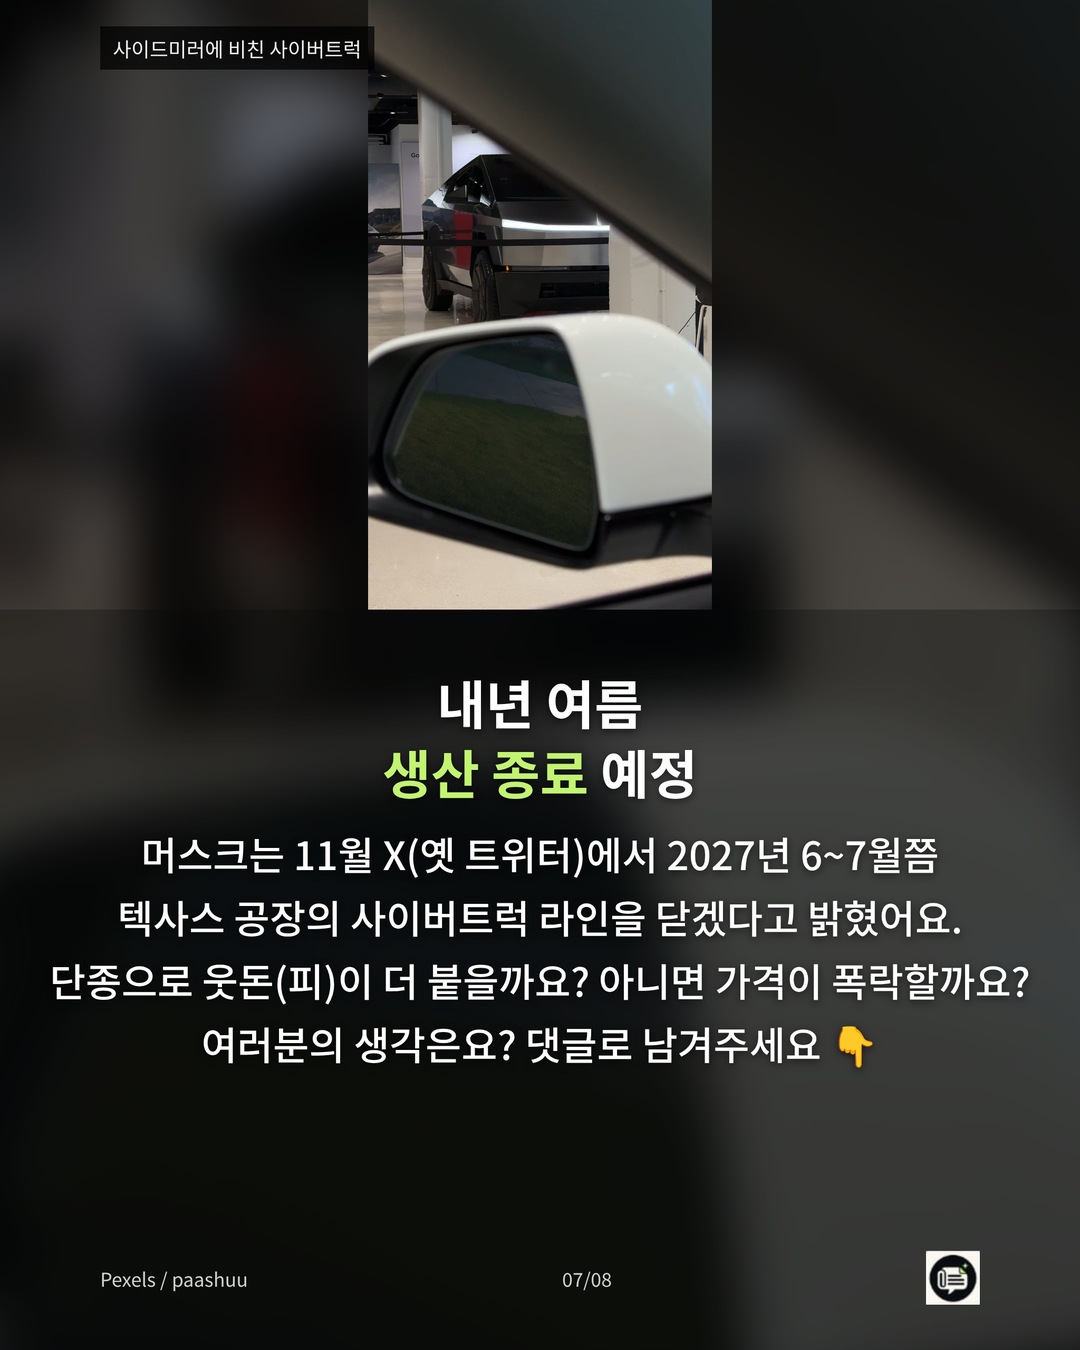 사이드미러에 비친 사이버트럭
Go
내년 여름
생산 종료 예정
머스크는 11월 X(옛 트위터)에서 2027년 6~7월쯤
텍사스 공장의 사이버트럭 라인을 닫겠다고 밝혔어요.
단종으로 웃돈(피)이 더 붙을까요? 아니면 가격이 폭락할까요?
여러분의 생각은요? 댓글로 남겨주세요 👇
Pexels / paashuu
07/08